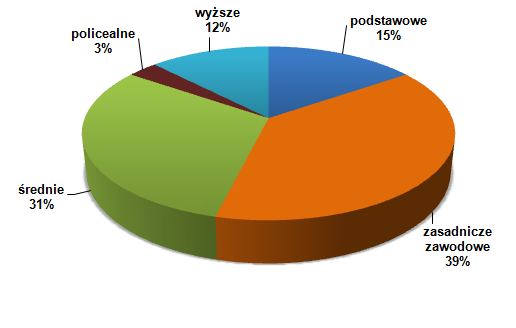 wyższe
12%
podstawowe
15%
policealne
3%
średnie
31%
zasadnicze
zawodowe
39%